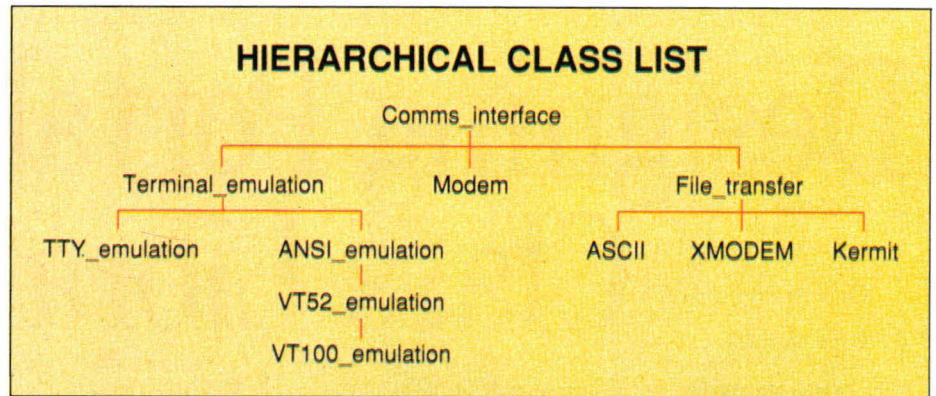 HIERARCHICAL CLASS LIST
Comms_interface
Terminal_emulation Modem File_transfer
TTY_emulation ANSI_emulation ASCII XMODEM Kermit
VT52_emulation
VT100_emulation